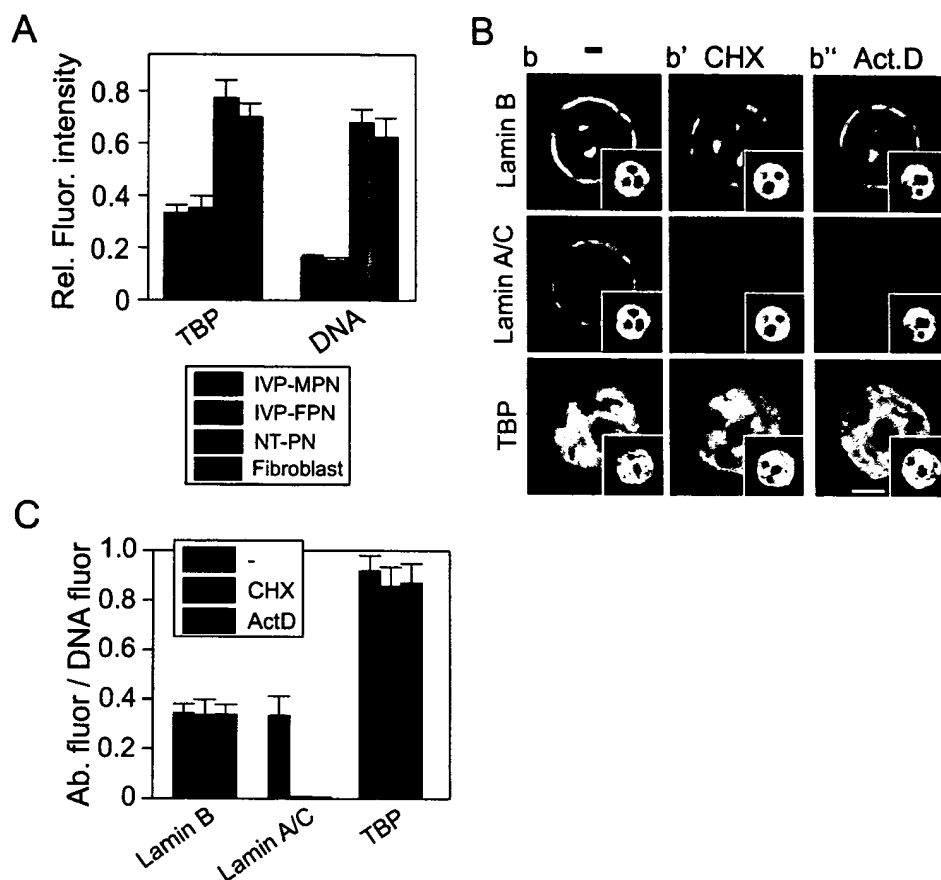 A
Rel. Fluor. intensity
0.8
0.6
0.4
0.2
0
TBP
DNA
IVP-MPN
IVP-FPN
NT-PN
Fibroblast
B
b - b' CHX b'' Act.D
Lamin B
Lamin A/C
TBP
C
Ab. fluor / DNA fluor
1.0
0.8
0.6
0.4
0.2
0
-
CHX
ActD
Lamin B
Lamin A/C
TBP